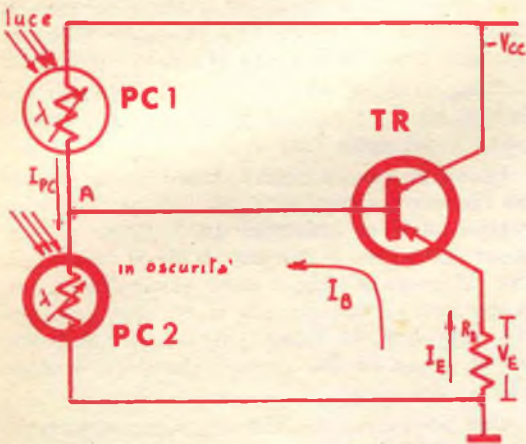 luce
-Vcc
PC1
TR
λ
IPC
A
in oscurita'
IB
λ
PC2
IE
R1
VE